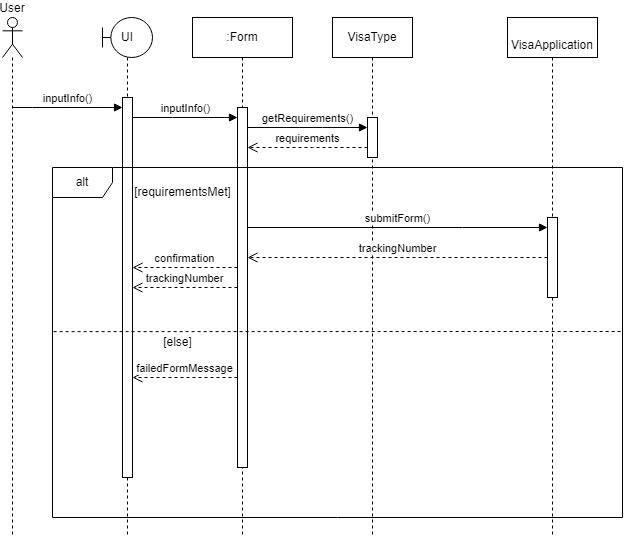 User
UI
:Form
VisaType
VisaApplication
inputInfo()
inputInfo()
getRequirements()
requirements
alt
[requirementsMet]
submitForm()
trackingNumber
confirmation
trackingNumber
[else]
failedFormMessage